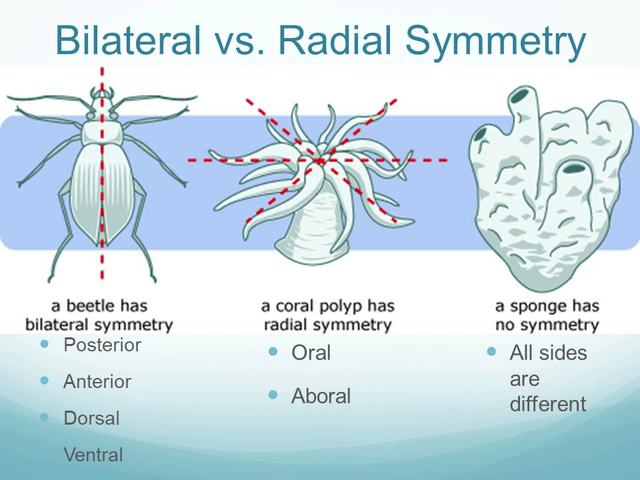 Bilateral vs. Radial Symmetry
a beetle has
bilateral symmetry
a coral polyp has
radial symmetry
a sponge has
no symmetry
Posterior
Anterior
Dorsal
Ventral
Oral
Aboral
All sides
are
different